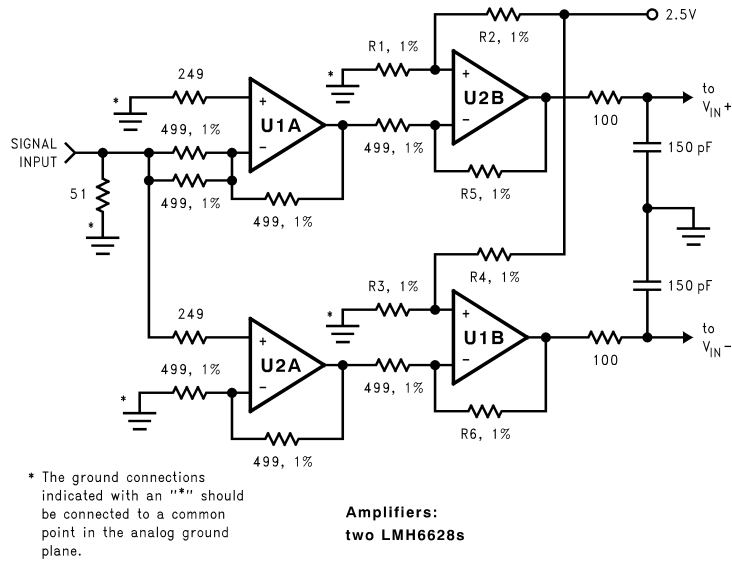 2.5V
R2, 1%
R1, 1%
*
+
U2B
−
to
VIN+
100
249
*
+
U1A
−
499, 1%
SIGNAL
INPUT
499, 1%
150 pF
51
499, 1%
R5, 1%
499, 1%
*
R4, 1%
R3, 1%
150 pF
*
+
U1B
−
249
to
VIN−
100
+
U2A
−
499, 1%
499, 1%
*
R6, 1%
499, 1%
* The ground connections
indicated with an "*" should
be connected to a common
point in the analog ground
plane.
Amplifiers:
two LMH6628s